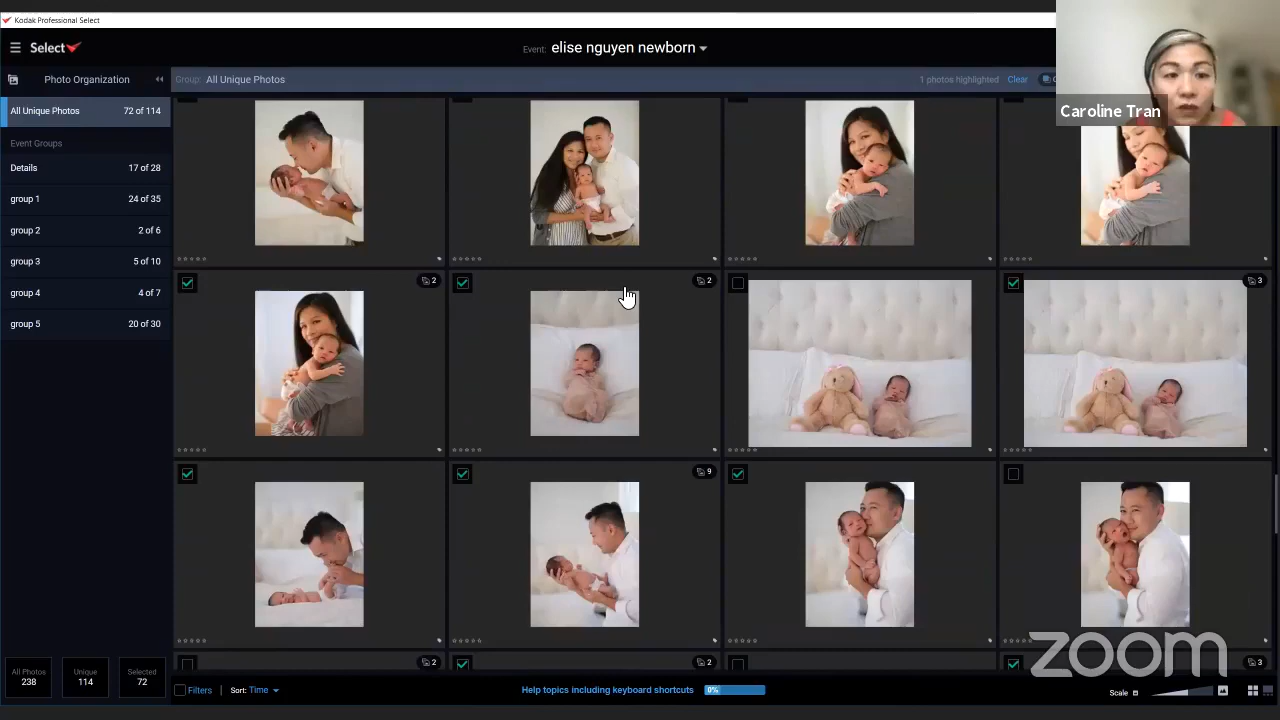 Kodak Professional Select
Select
Event: elise nguyen newborn
Caroline Tran
Photo Organization
Group: All Unique Photos
1 photos highlighted
Clear
All Unique Photos 72 of 114
Event Groups
Details 17 of 28
group 1 24 of 35
group 2 2 of 6
group 3 5 of 10
group 4 4 of 7
group 5 20 of 30
2
2
3
9
2
2
3
All Photos
238
Unique
114
Selected
72
Filters
Sort: Time
Help topics including keyboard shortcuts
0%
Scale
zoom